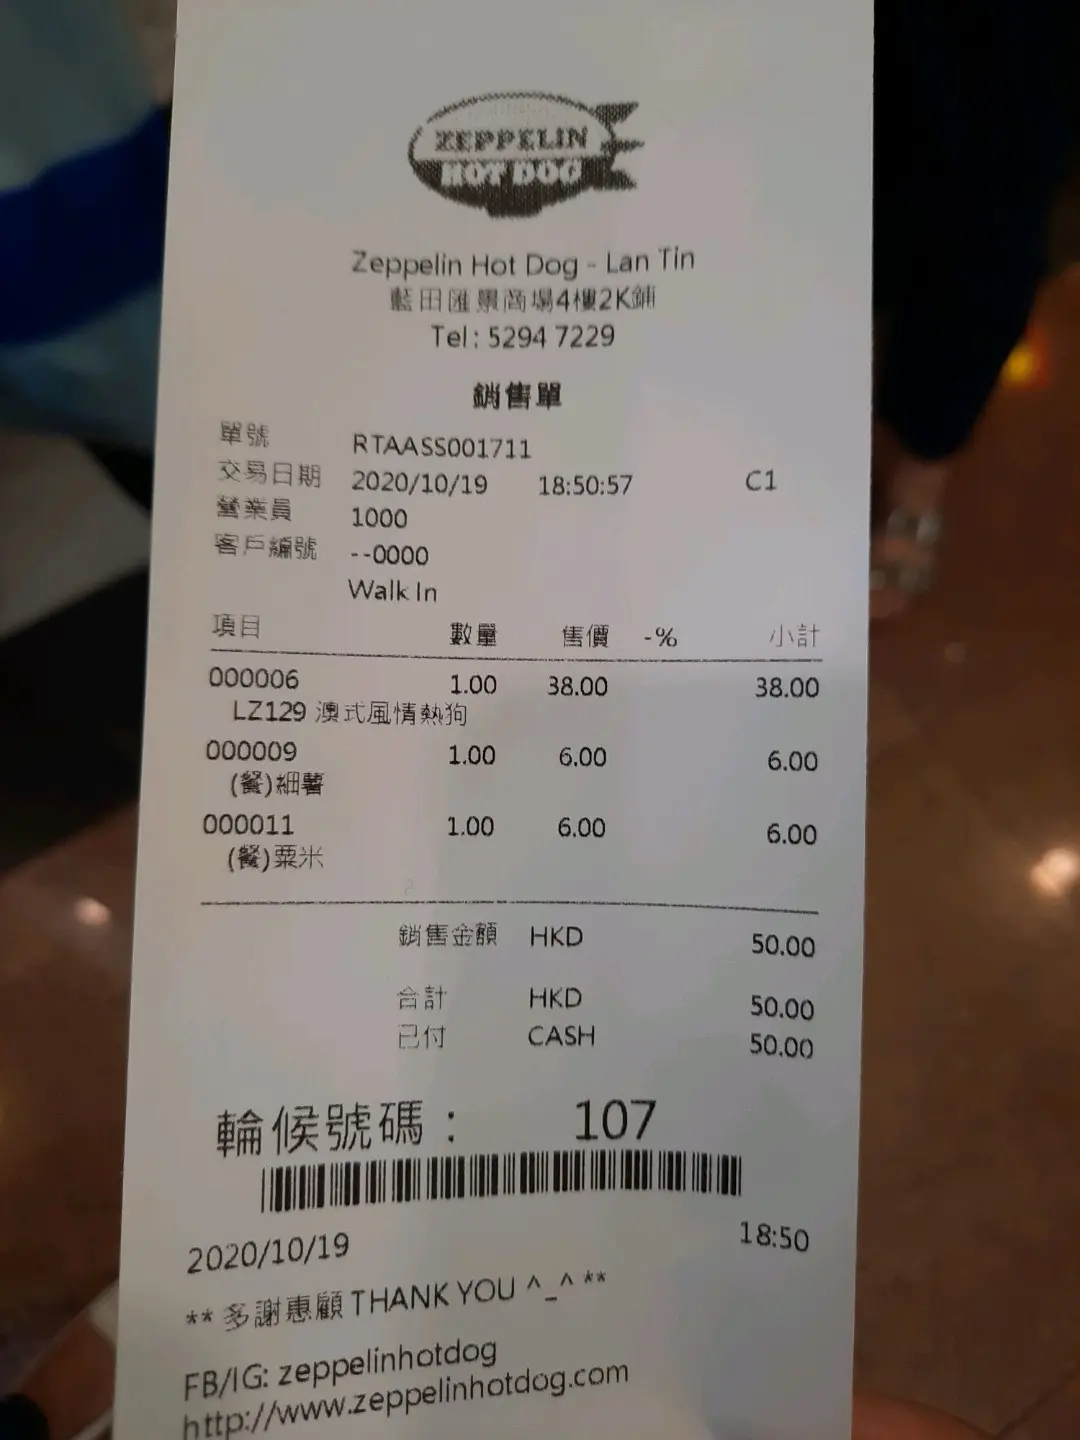 ZEPPELIN
HOT DOG
Zeppelin Hot Dog - Lan Tin
藍田匯景商場4樓2K鋪
Tel: 5294 7229
銷售單
單號 RTAASS001711
交易日期 2020/10/19 18:50:57 C1
營業員 1000
客戶編號 --0000
Walk In
項目 數量 售價 -% 小計
000006 1.00 38.00 38.00
LZ129 澳式風情熱狗
000009 1.00 6.00 6.00
(餐)細薯
000011 1.00 6.00 6.00
(餐)粟米
銷售金額 HKD 50.00
合計 HKD 50.00
已付 CASH 50.00
輪候號碼： 107
2020/10/19 18:50
** 多謝惠顧 THANK YOU ^_^ **
FB/IG: zeppelinhotdog
http://www.zeppelinhotdog.com